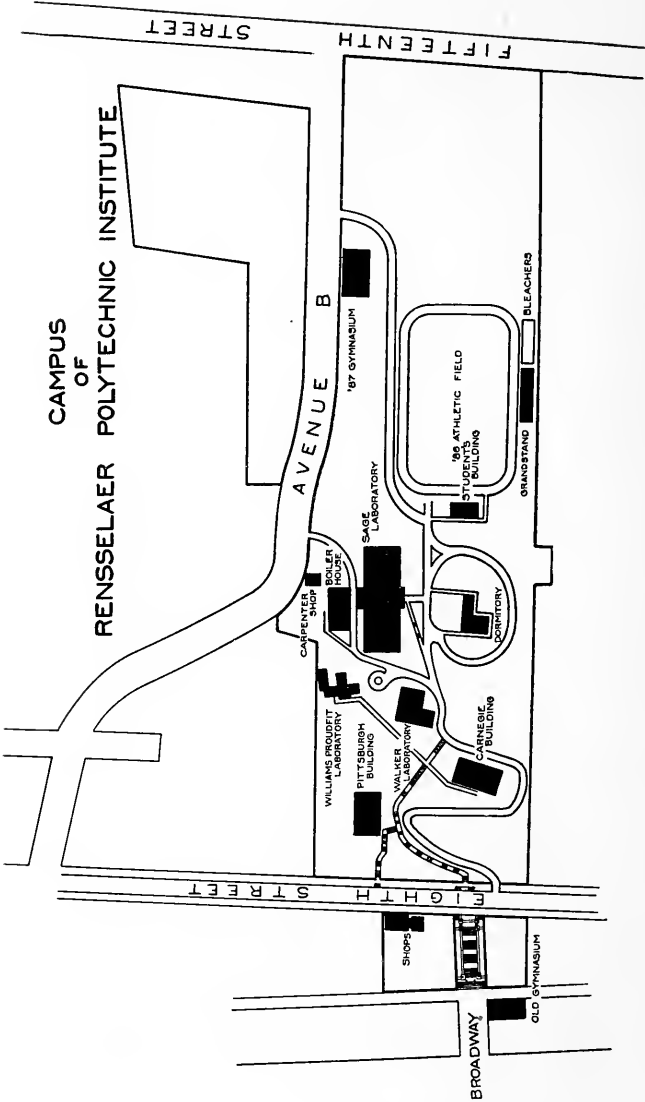 CAMPUS
OF
RENSSELAER POLYTECHNIC INSTITUTE
FIFTEENTH STREET
AVENUE B
'87 GYMNASIUM
BLEACHERS
GRANDSTAND
'86 ATHLETIC FIELD
STUDENT'S
BUILDING
SAGE
LABORATORY
BOILER
HOUSE
CARPENTER
SHOP
DORMITORY
WILLIAMS PROUDFIT
LABORATORY
PITTSBURGH
BUILDING
WALKER
LABORATORY
CARNEGIE
BUILDING
EIGHTH STREET
SHOPS
OLD GYMNASIUM
BROADWAY